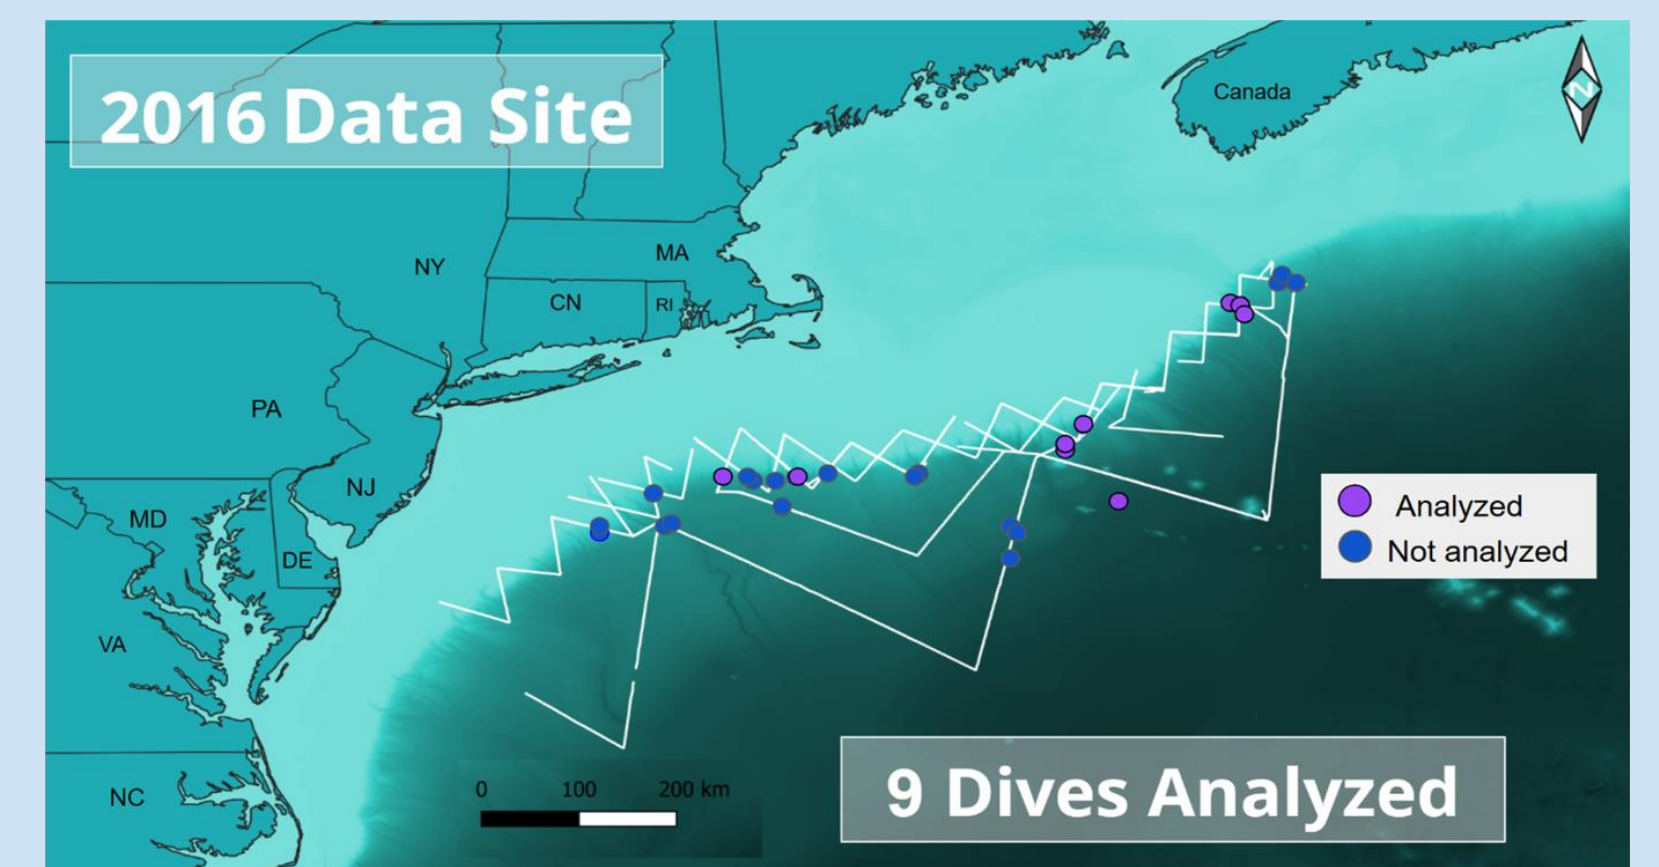 2016 Data Site
Canada
N
NY
MA
CN
RI
PA
NJ
MD
DE
VA
NC
Analyzed
Not analyzed
0 100 200 km
9 Dives Analyzed